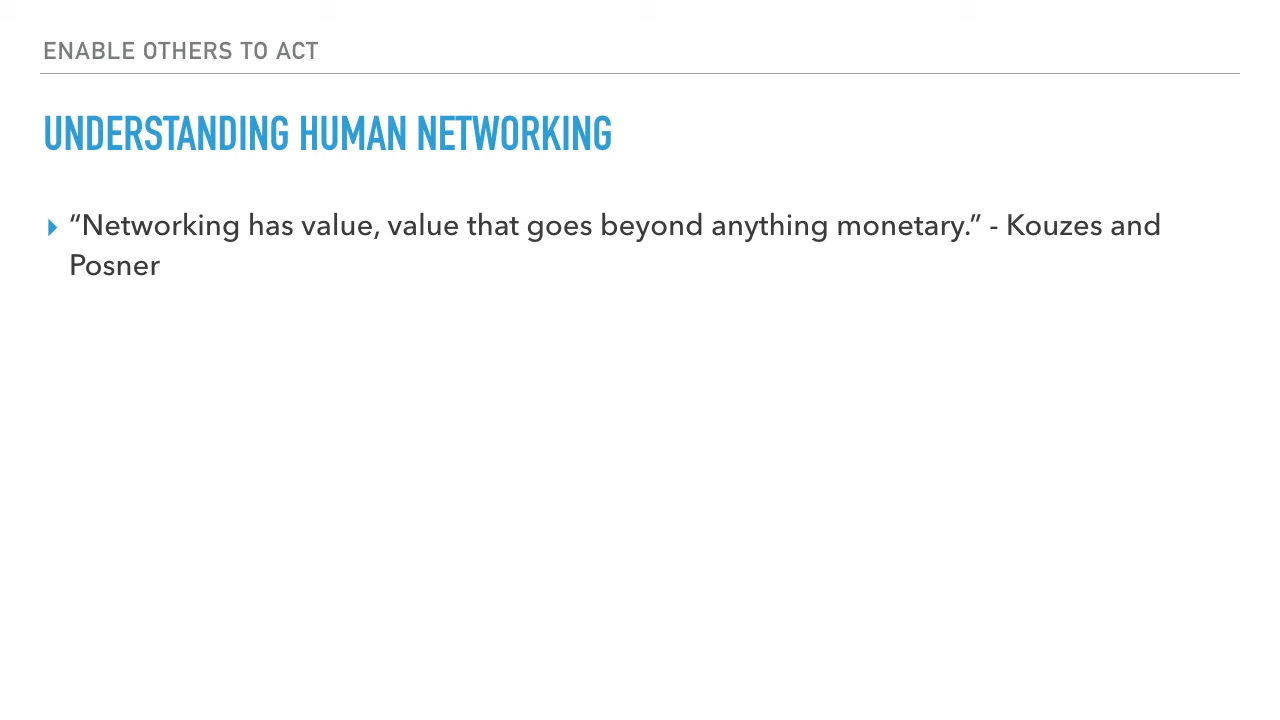 ENABLE OTHERS TO ACT
UNDERSTANDING HUMAN NETWORKING
“Networking has value, value that goes beyond anything monetary.” - Kouzes and
Posner